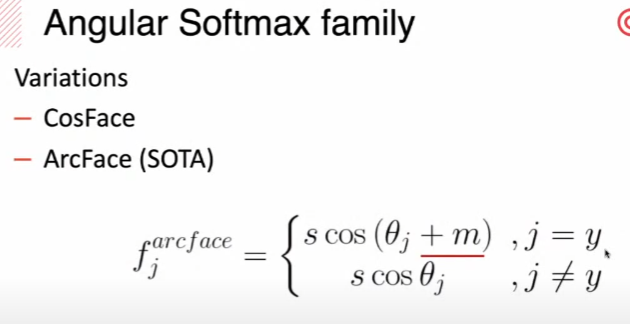 Angular Softmax family
Variations
– CosFace
– ArcFace (SOTA)
f_j^{arcface} = { s cos (θ_j + m) , j = y
s cos θ_j , j ≠ y